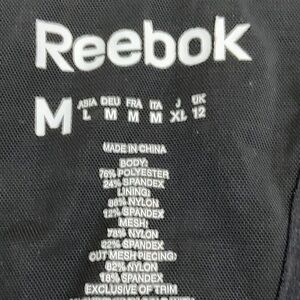 Reebok
M ASIA DEU FRA ITA J UK
L M M M XL 12
MADE IN CHINA
BODY:
76% POLYESTER
24% SPANDEX
LINING:
88% NYLON
12% SPANDEX
MESH:
78% NYLON
22% SPANDEX
OUT MESH PIECING:
82% NYLON
18% SPANDEX
EXCLUSIVE OF TRIM